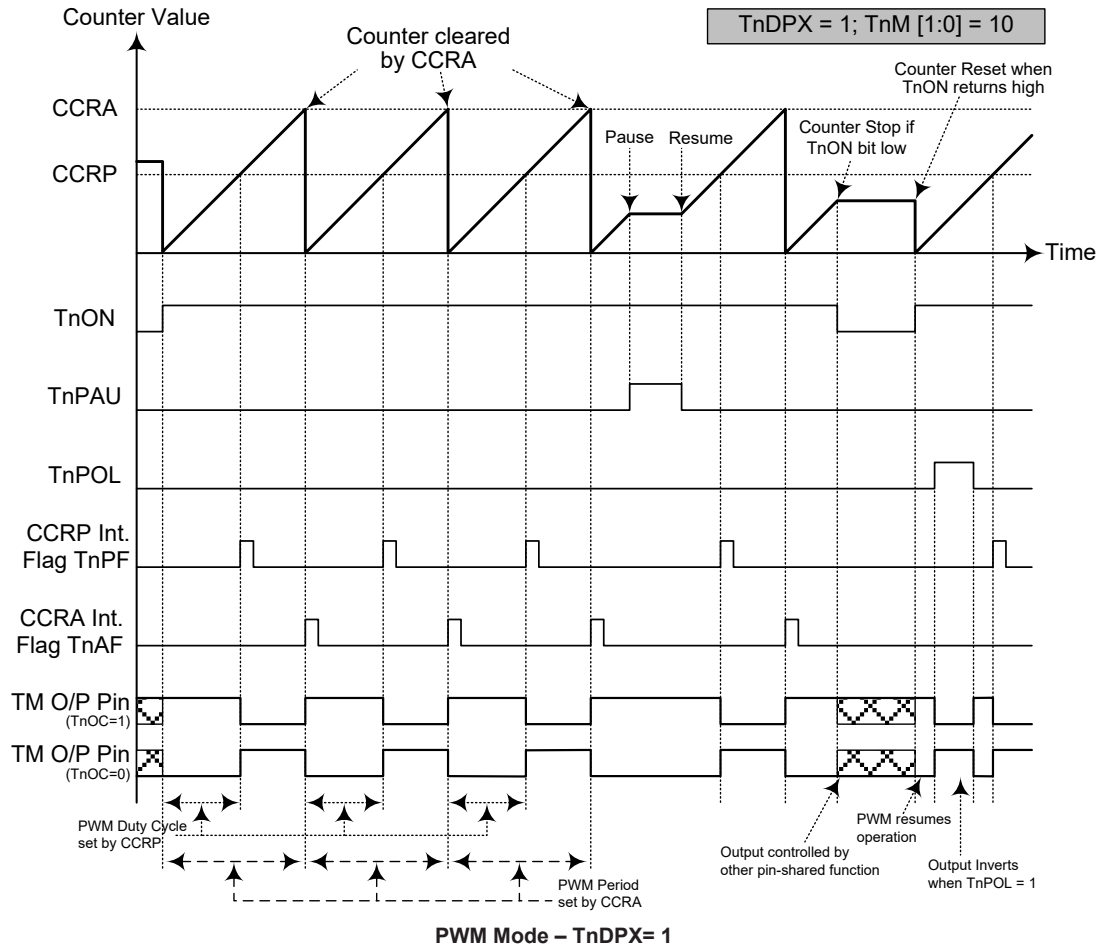 Counter Value
TnDPX = 1; TnM [1:0] = 10
Counter cleared
by CCRA
Counter Reset when
TnON returns high
CCRA
Counter Stop if
TnON bit low
Pause
Resume
CCRP
Time
TnON
TnPAU
TnPOL
CCRP Int.
Flag TnPF
CCRA Int.
Flag TnAF
TM O/P Pin
(TnOC=1)
TM O/P Pin
(TnOC=0)
PWM Duty Cycle
set by CCRP
PWM resumes
operation
Output controlled by
other pin-shared function
Output Inverts
when TnPOL = 1
PWM Period
set by CCRA
PWM Mode – TnDPX= 1